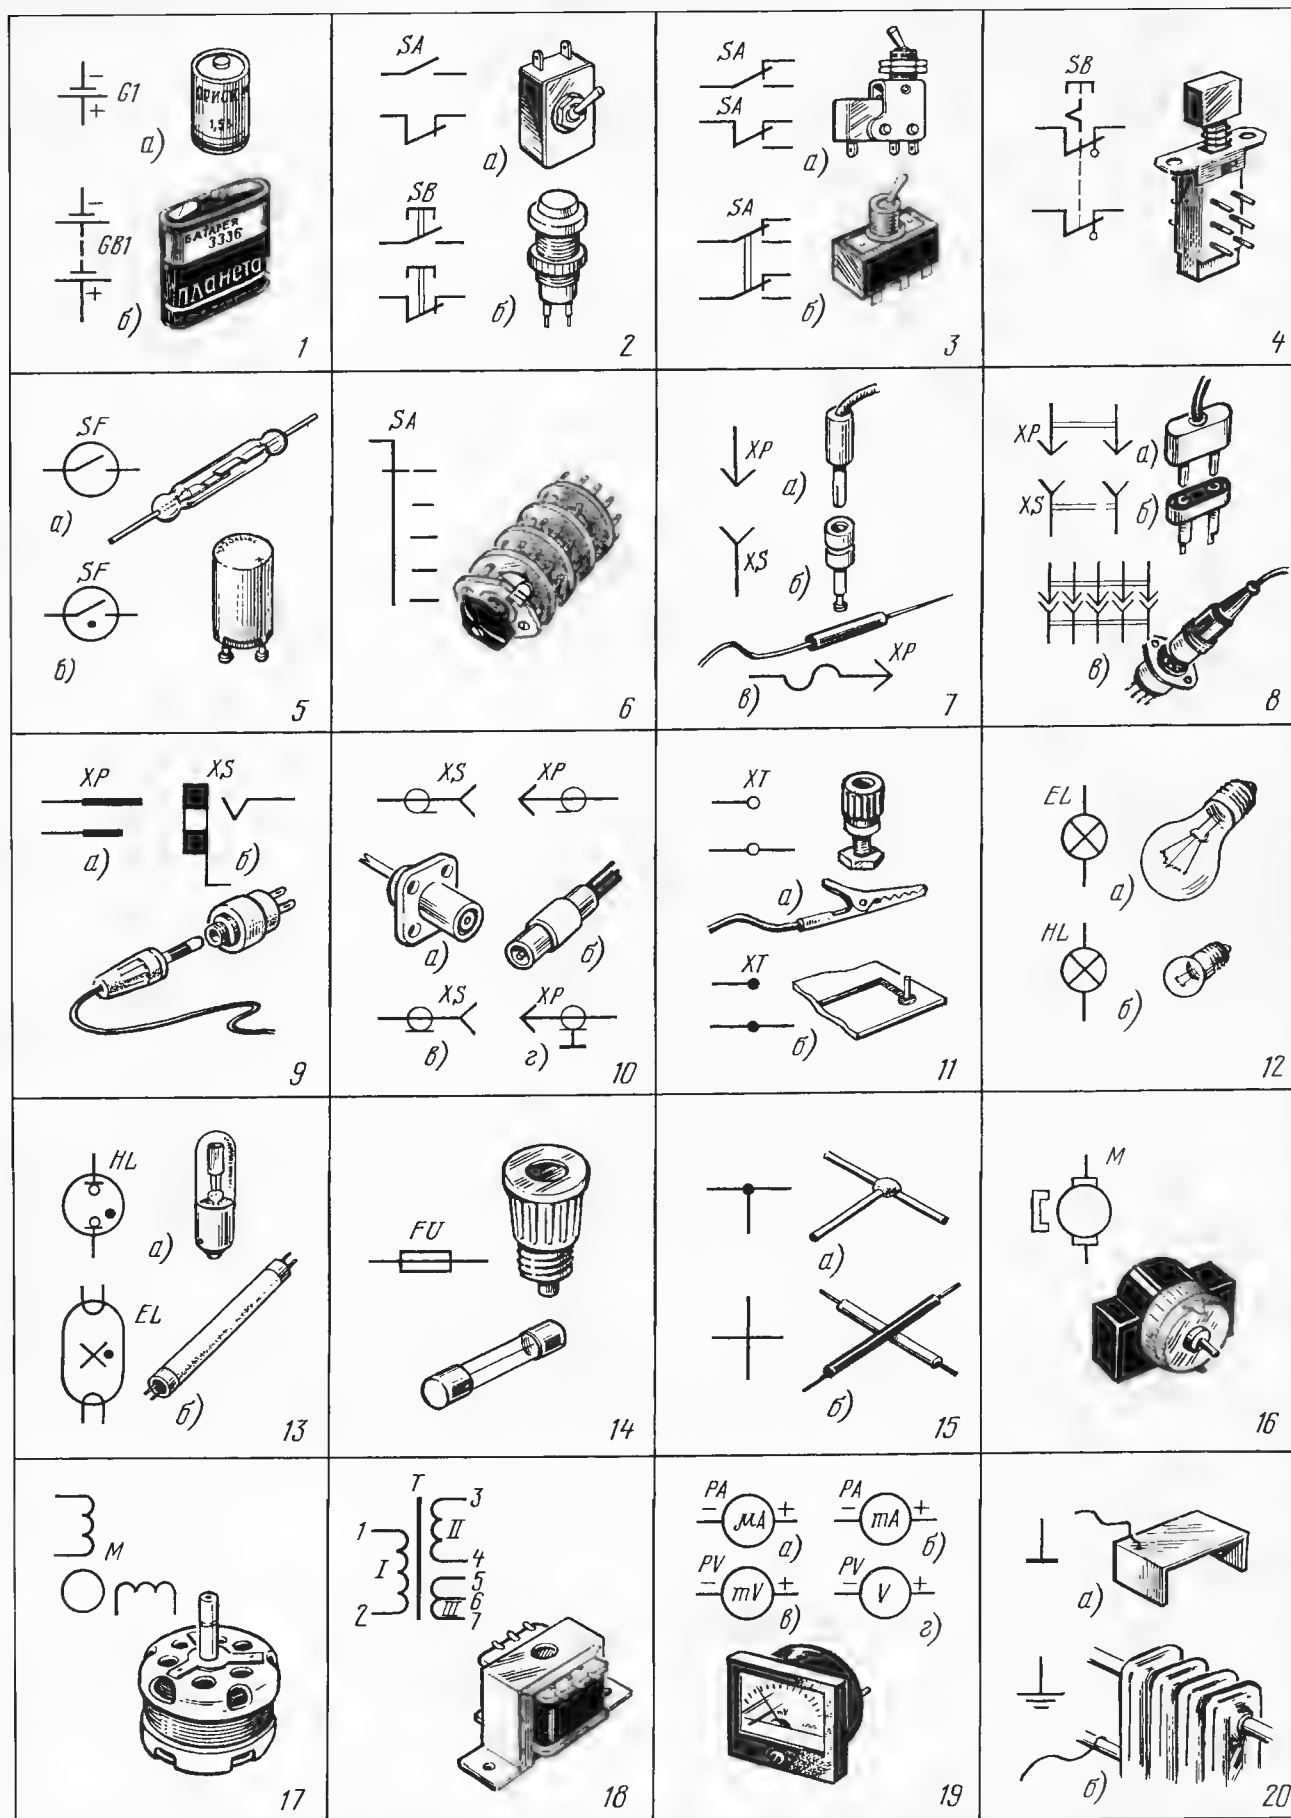 G1
1,5
а)
GB1
БАТАРЕЯ
3336
планета
б)
1
SA
а)
SB
б)
2
SA
SA
а)
SA
б)
3
SB
4
SF
а)
SF
б)
5
SA
6
XP
а)
XS
б)
XP
в)
7
XP
а)
XS
б)
в)
8
XP
XS
а)
б)
9
XS XP
а)
б)
XS XP
в)
г)
10
XT
а)
XT
б)
11
EL
а)
HL
б)
12
HL
а)
EL
б)
13
FU
14
а)
б)
15
M
16
M
17
T
1
2
I
3
II
4
5
6
III
7
18
PA
− μA +
а)
PA
− mA +
б)
PV
− mV +
в)
PV
− V +
г)
mV
19
а)
б)
20